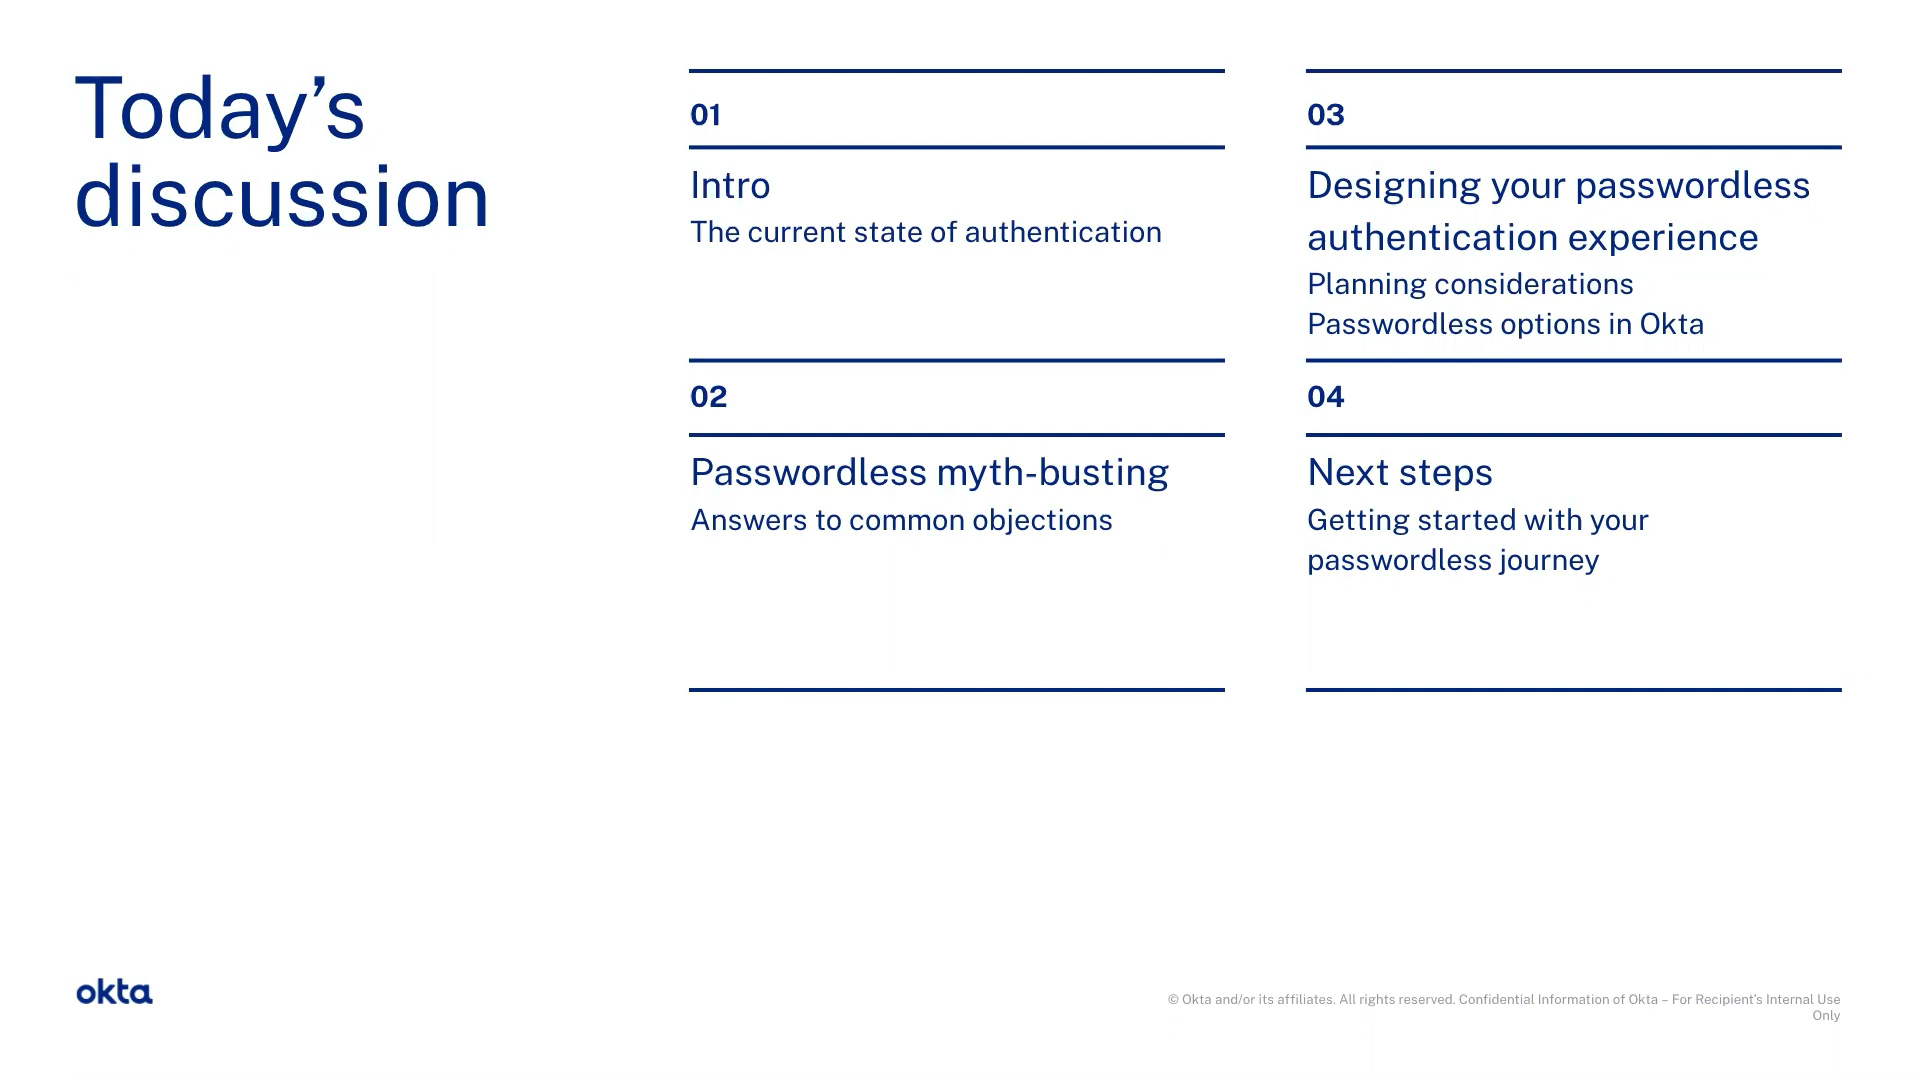 Today’s
discussion
01
Intro
The current state of authentication
02
Passwordless myth-busting
Answers to common objections
03
Designing your passwordless
authentication experience
Planning considerations
Passwordless options in Okta
04
Next steps
Getting started with your
passwordless journey
okta
© Okta and/or its affiliates. All rights reserved. Confidential Information of Okta – For Recipient’s Internal Use
Only